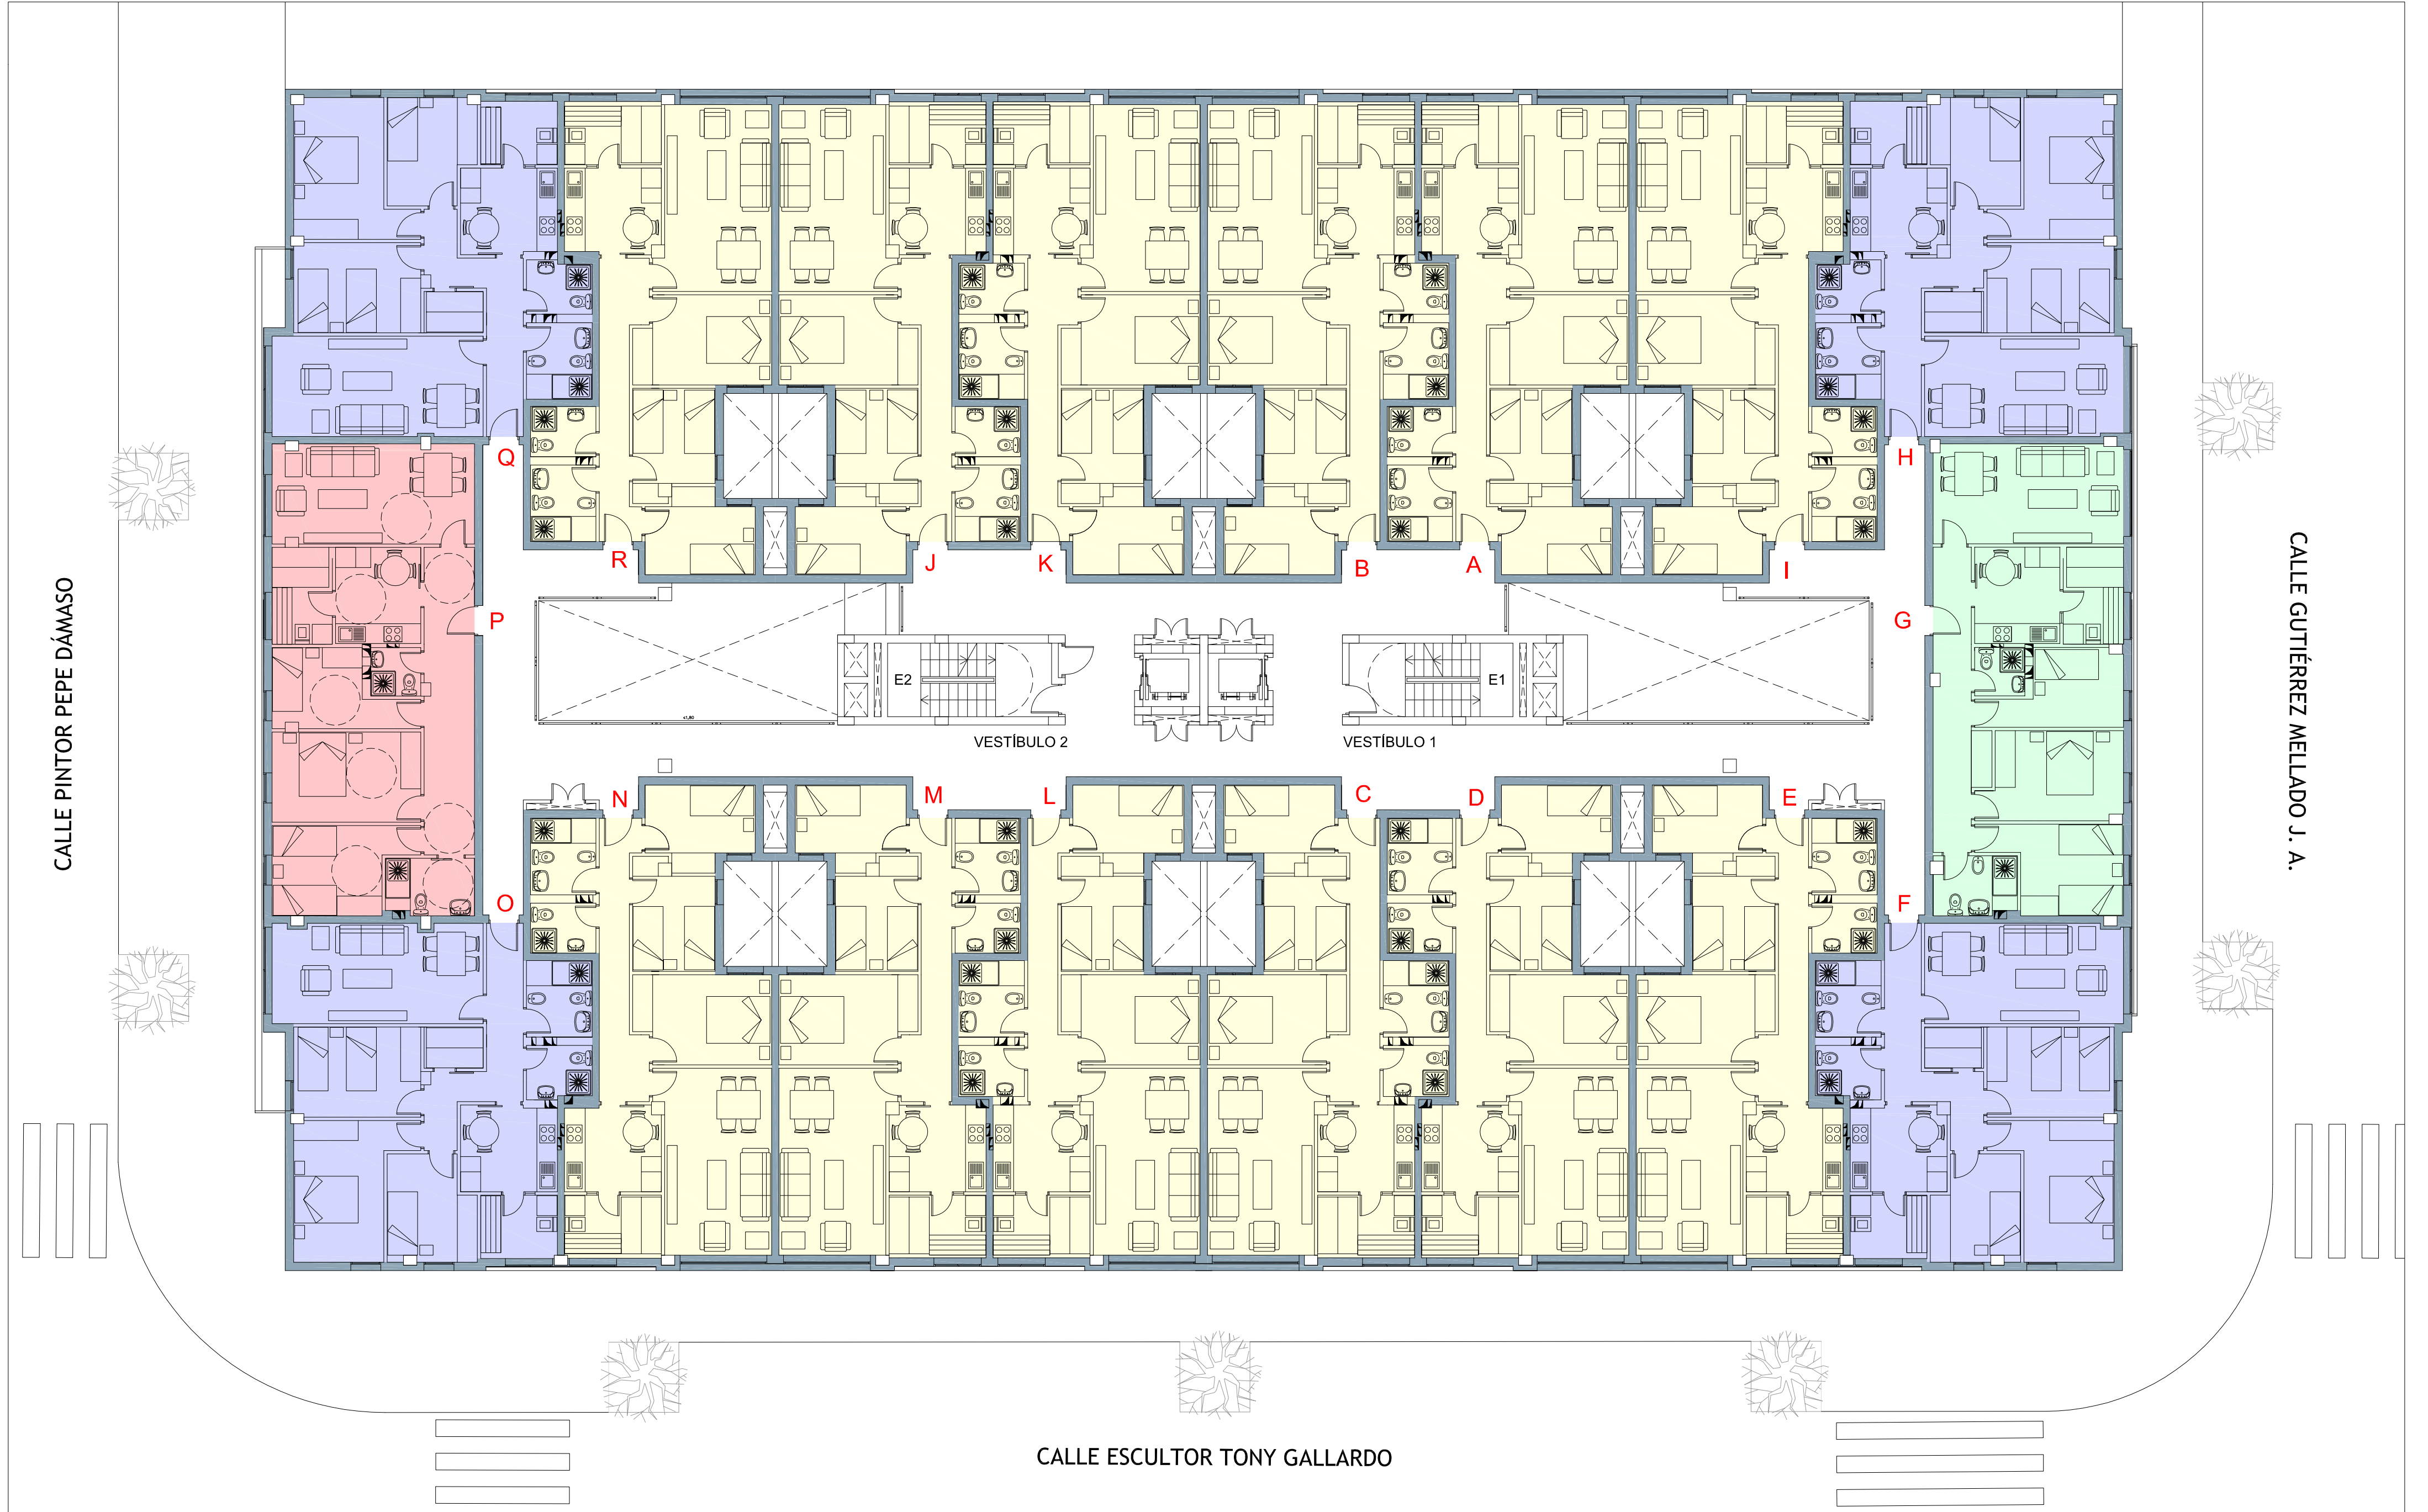 Q
H
R
J
K
B
A
I
P
G
E2
E1
VESTÍBULO 2
VESTÍBULO 1
N
M
L
C
D
E
O
F
CALLE PINTOR PEPE DÁMASO
CALLE GUTIÉRREZ MELLADO J. A.
CALLE ESCULTOR TONY GALLARDO